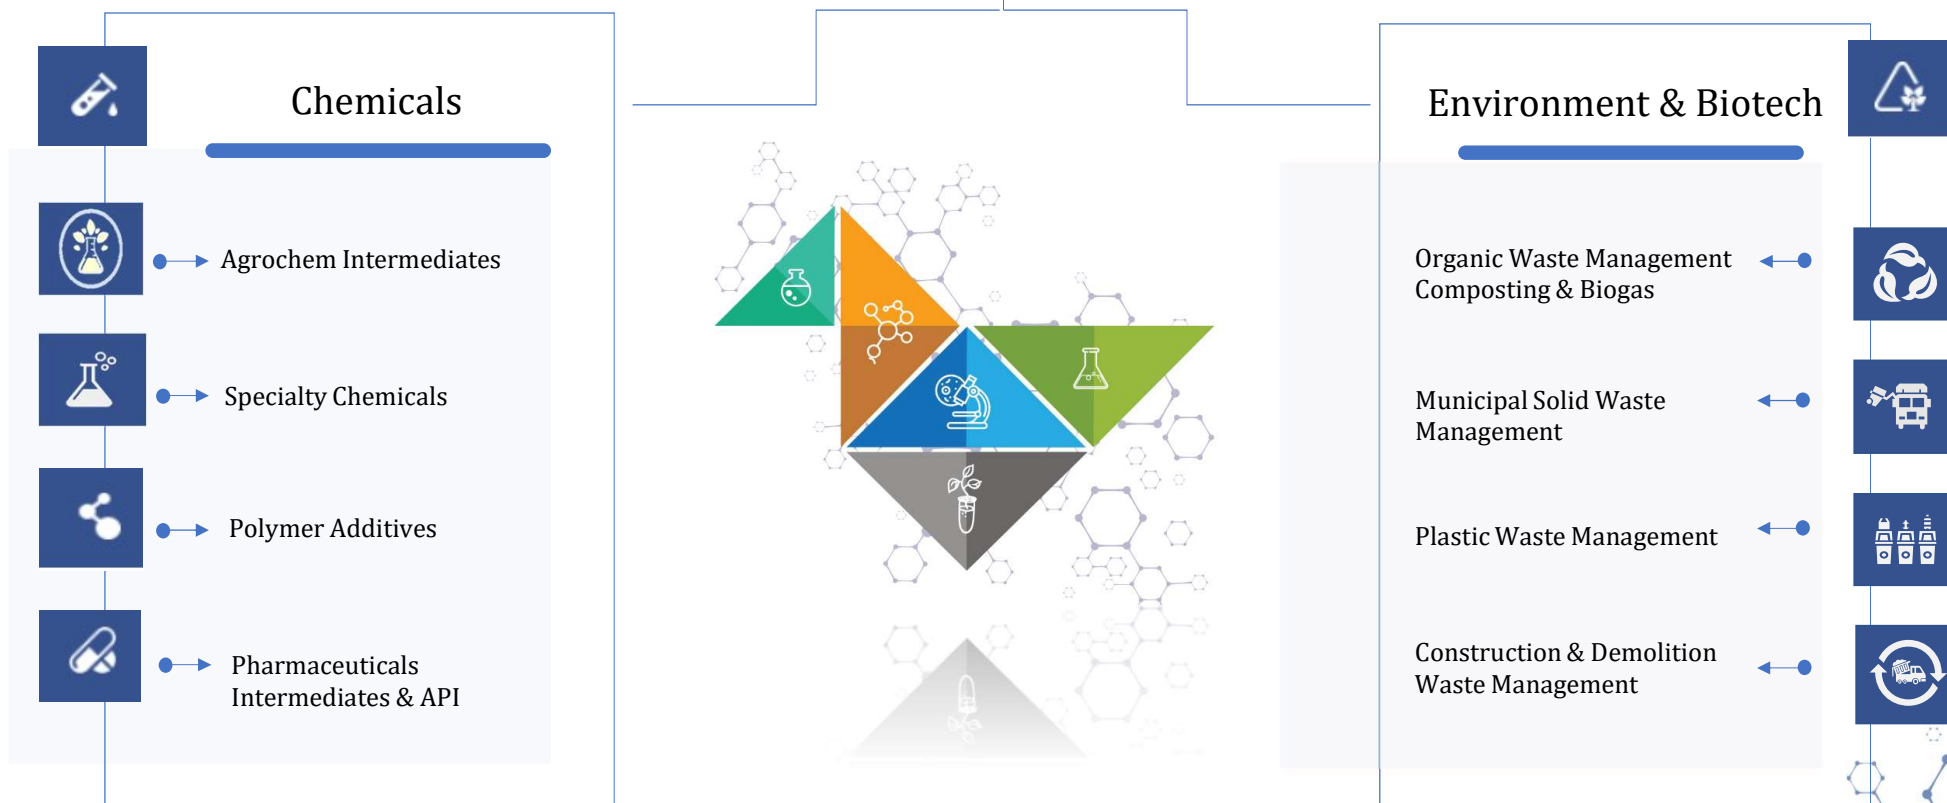 Chemicals
Agrochem Intermediates
Specialty Chemicals
Polymer Additives
Pharmaceuticals
Intermediates & API
Environment & Biotech
Organic Waste Management
Composting & Biogas
Municipal Solid Waste
Management
Plastic Waste Management
Construction & Demolition
Waste Management